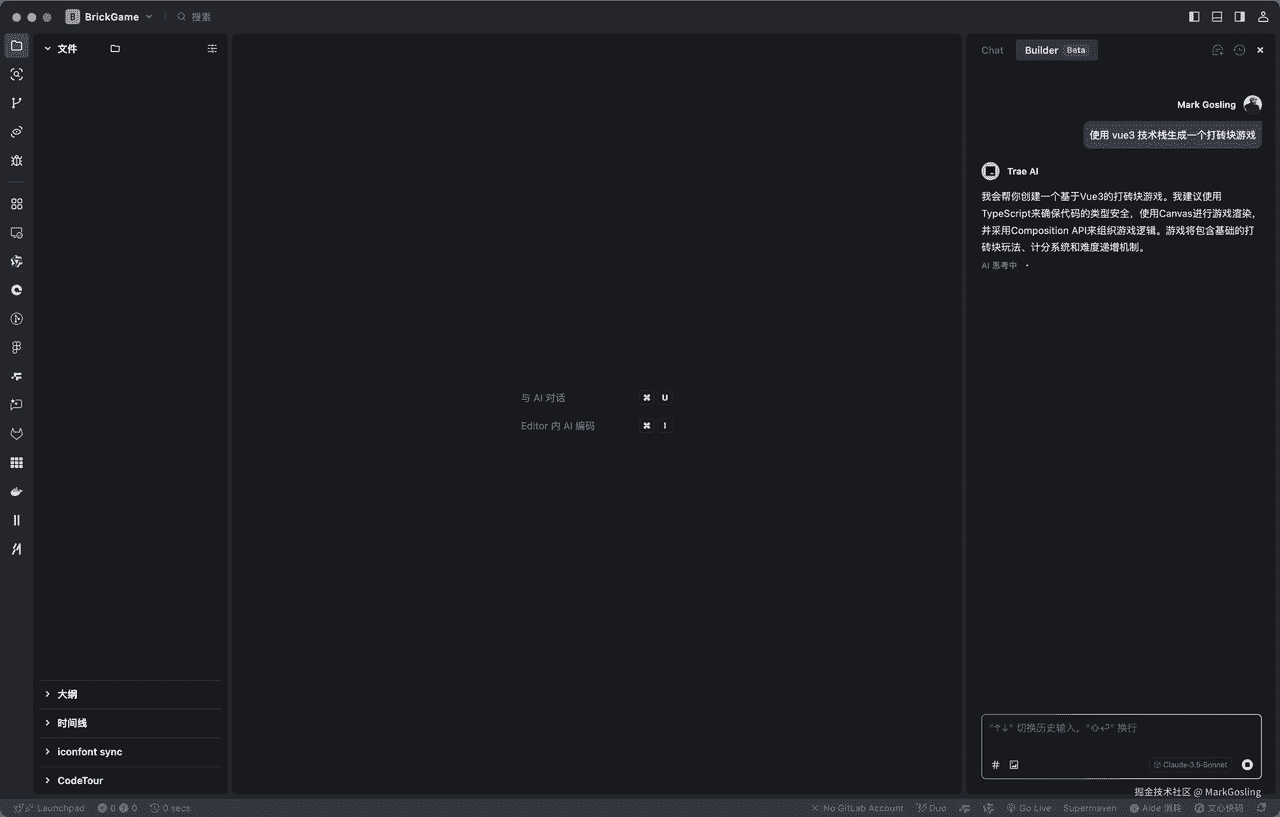 BrickGame
搜索
文件
大纲
时间线
iconfont sync
CodeTour
与 AI 对话 ⌘ U
Editor 内 AI 编码 ⌘ I
Chat
Builder Beta
Mark Gosling
使用 vue3 技术栈生成一个打砖块游戏
Trae AI
我会帮你创建一个基于Vue3的打砖块游戏。我建议使用
TypeScript来确保代码的类型安全，使用Canvas进行游戏渲染，
并采用Composition API来组织游戏逻辑。游戏将包含基础的打
砖块玩法、计分系统和难度递增机制。
AI 思考中
"↑↓" 切换历史输入，"⇧⏎" 换行
# Claude-3.5-Sonnet
掘金技术社区 @ MarkGosling
Launchpad 0 0 0 secs No GitLab Account Duo Go Live Supermaven Aide 消耗 文心快码